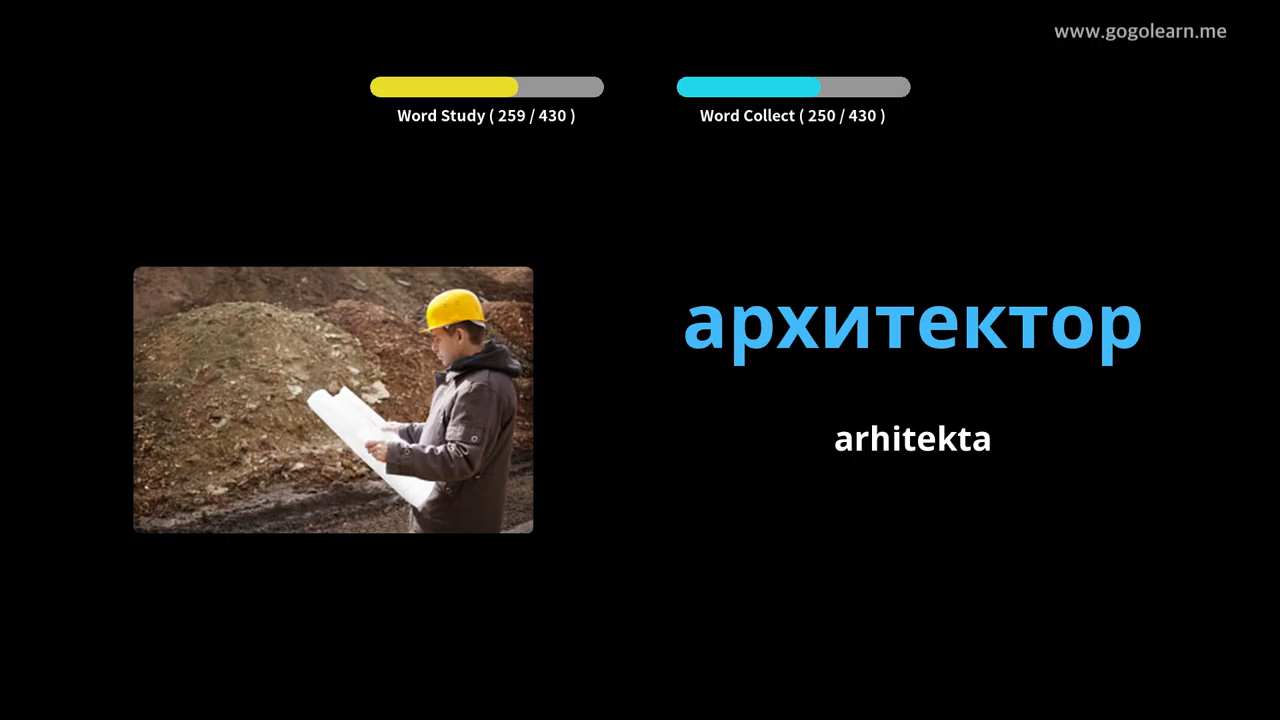 www.gogolearn.me
Word Study ( 259 / 430 )
Word Collect ( 250 / 430 )
архитектор
arhitekta